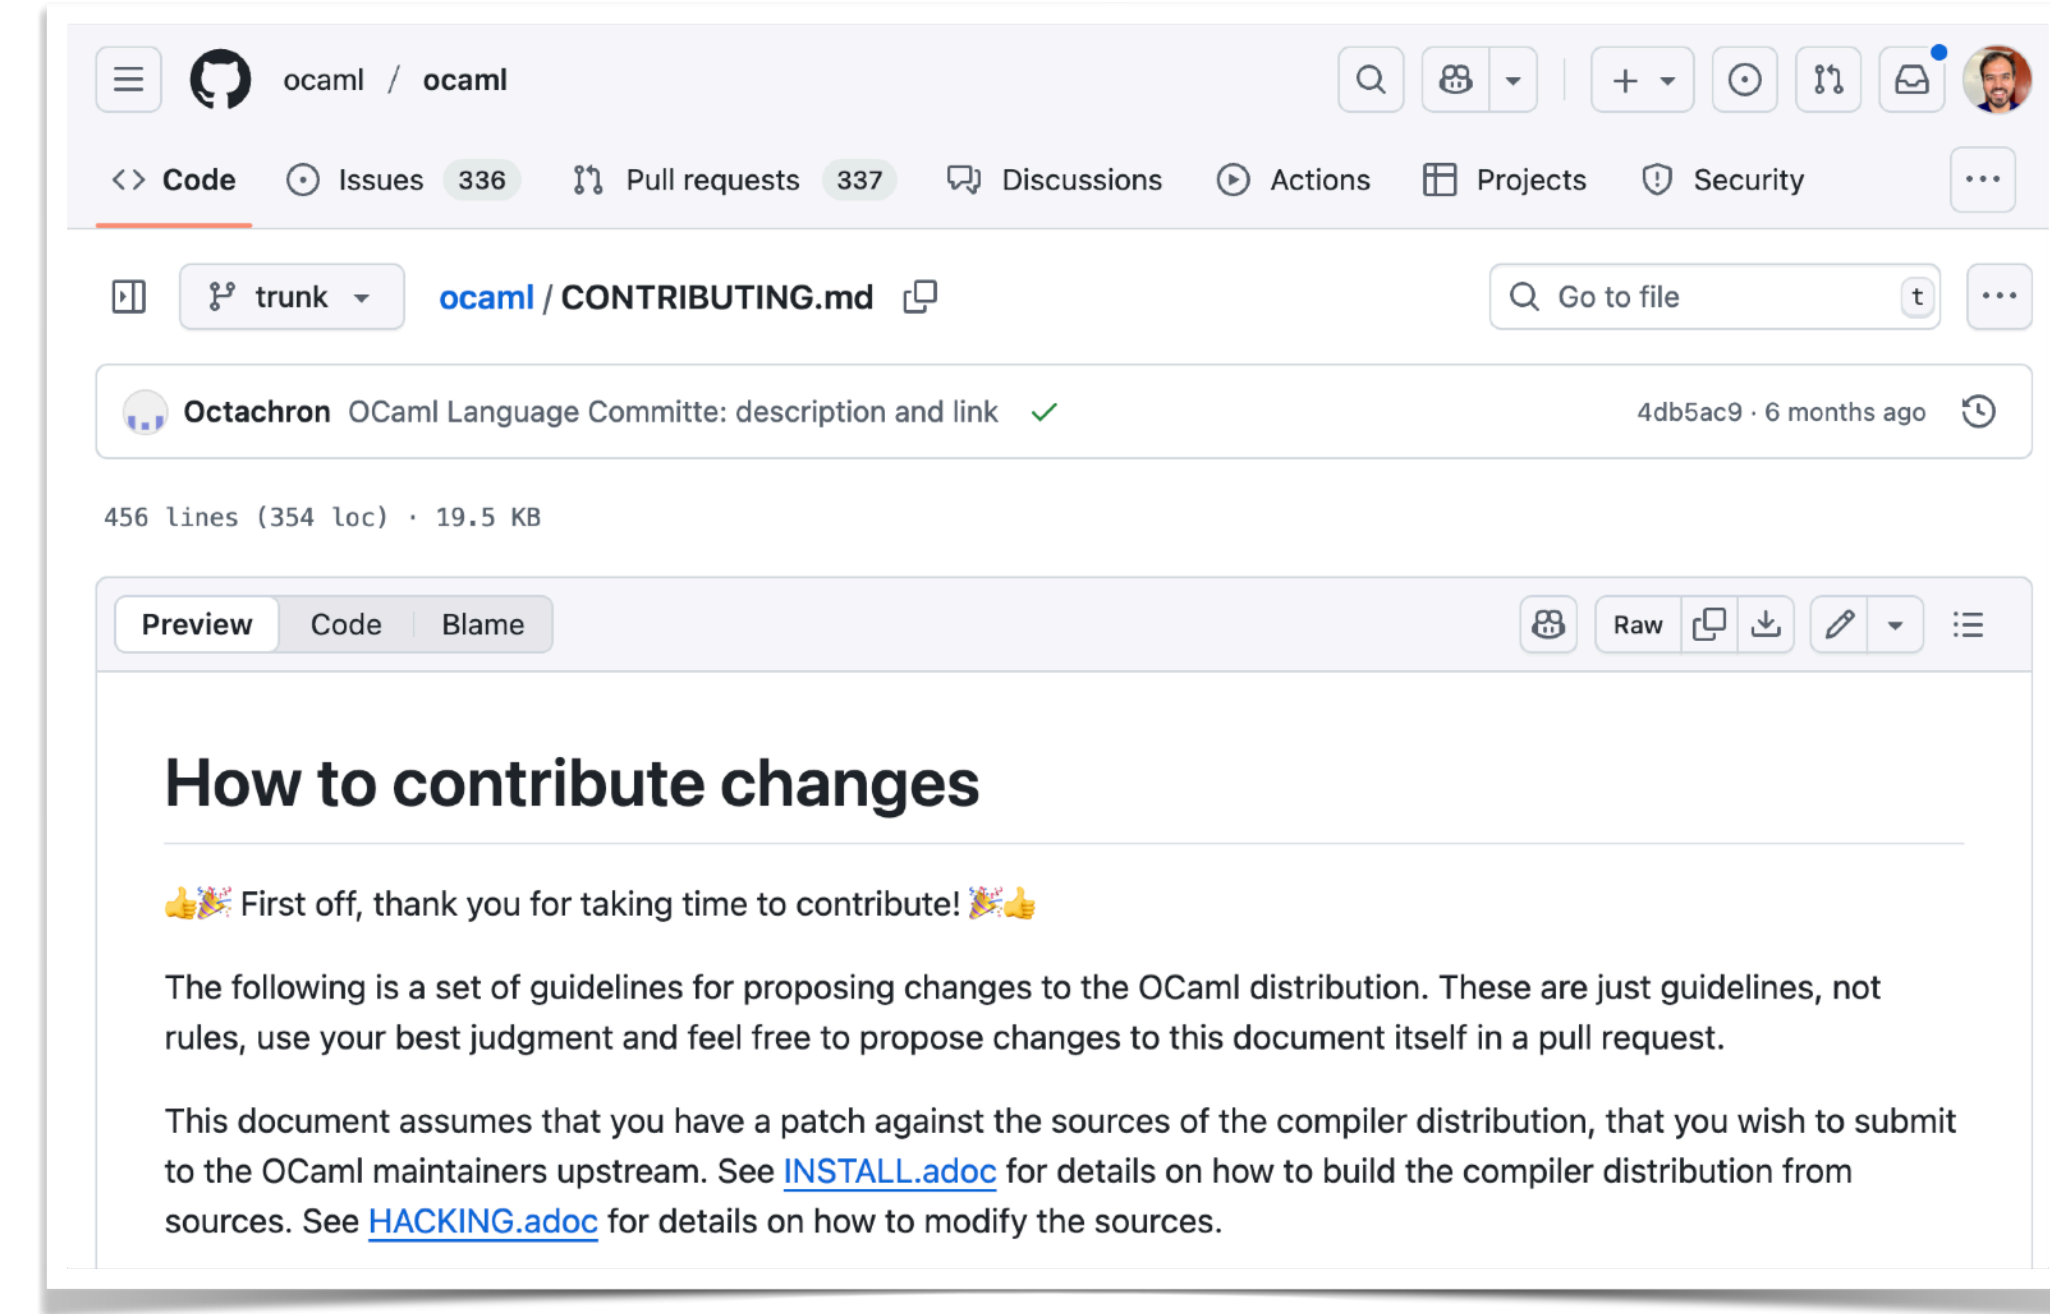 ocaml / ocaml
Code Issues 336 Pull requests 337 Discussions Actions Projects Security
trunk ocaml / CONTRIBUTING.md Go to file t
Octachron OCaml Language Committe: description and link 4db5ac9 · 6 months ago
456 lines (354 loc) · 19.5 KB
Preview Code Blame Raw
How to contribute changes
👍🎉 First off, thank you for taking time to contribute! 🎉👍
The following is a set of guidelines for proposing changes to the OCaml distribution. These are just guidelines, not
rules, use your best judgment and feel free to propose changes to this document itself in a pull request.
This document assumes that you have a patch against the sources of the compiler distribution, that you wish to submit
to the OCaml maintainers upstream. See INSTALL.adoc for details on how to build the compiler distribution from
sources. See HACKING.adoc for details on how to modify the sources.